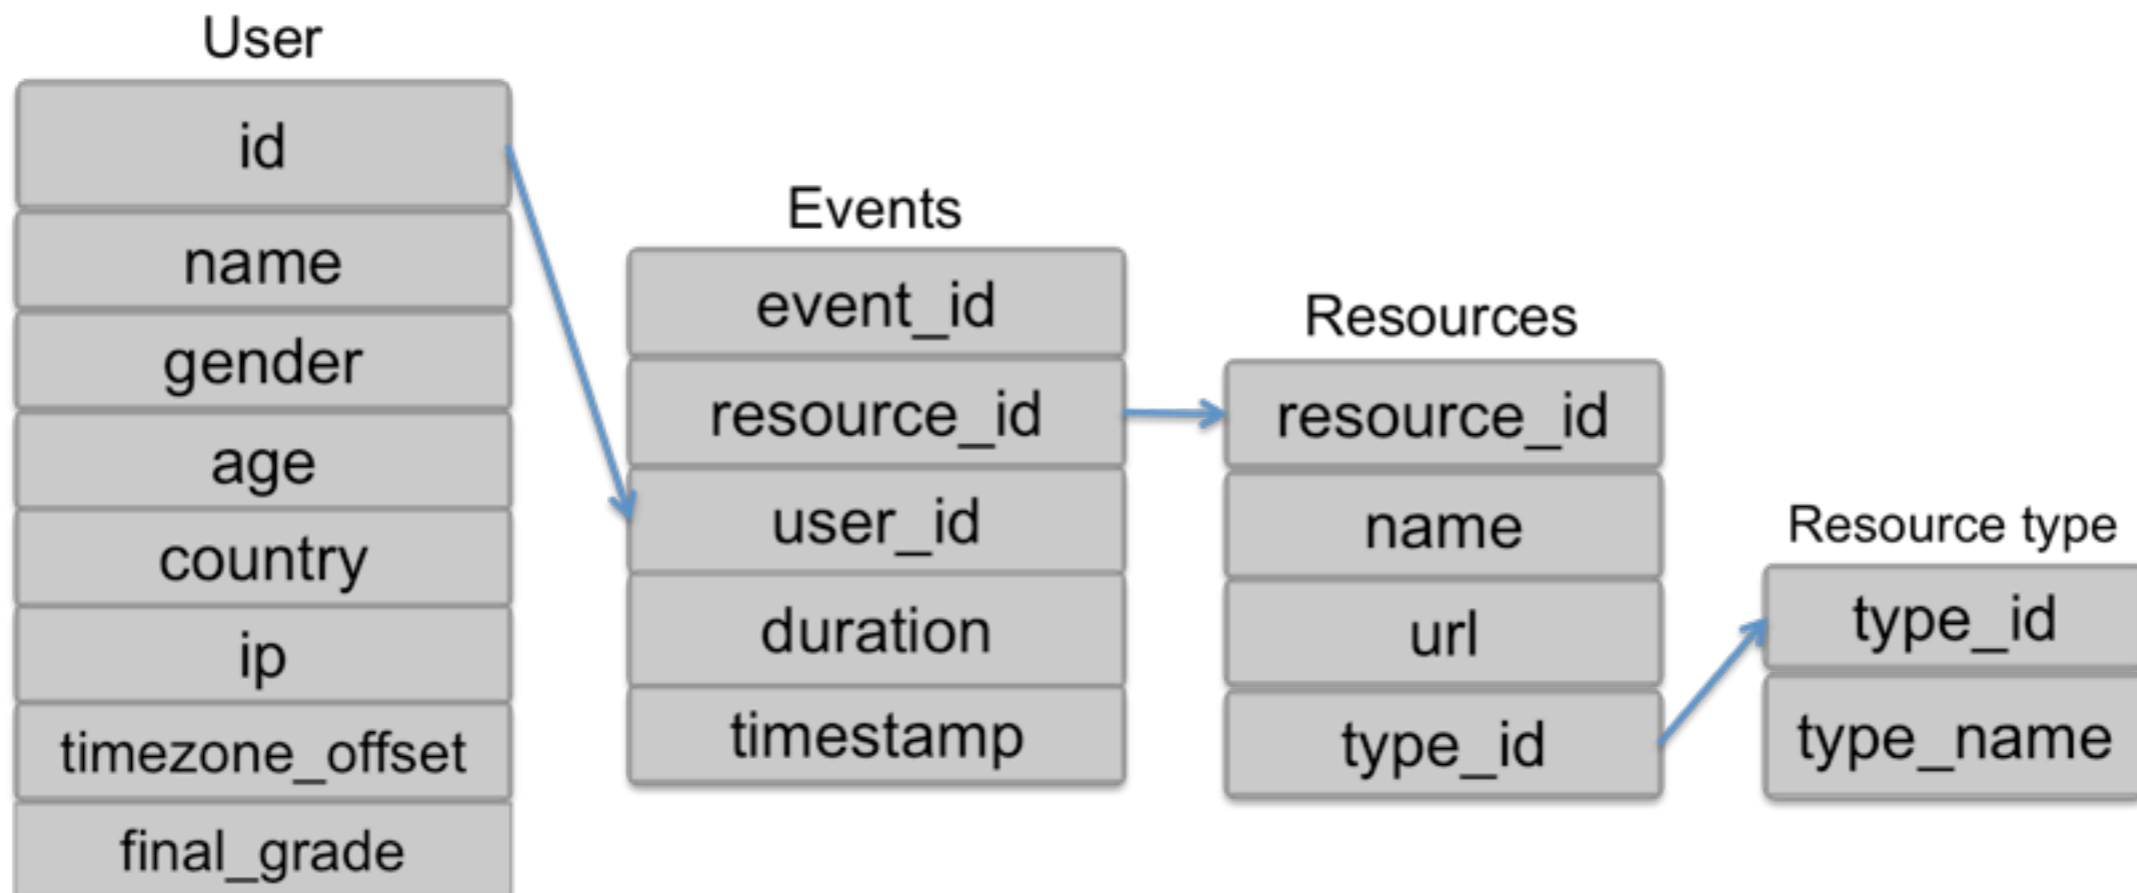 User
id
name
gender
age
country
ip
timezone_offset
final_grade
Events
event_id
resource_id
user_id
duration
timestamp
Resources
resource_id
name
url
type_id
Resource type
type_id
type_name